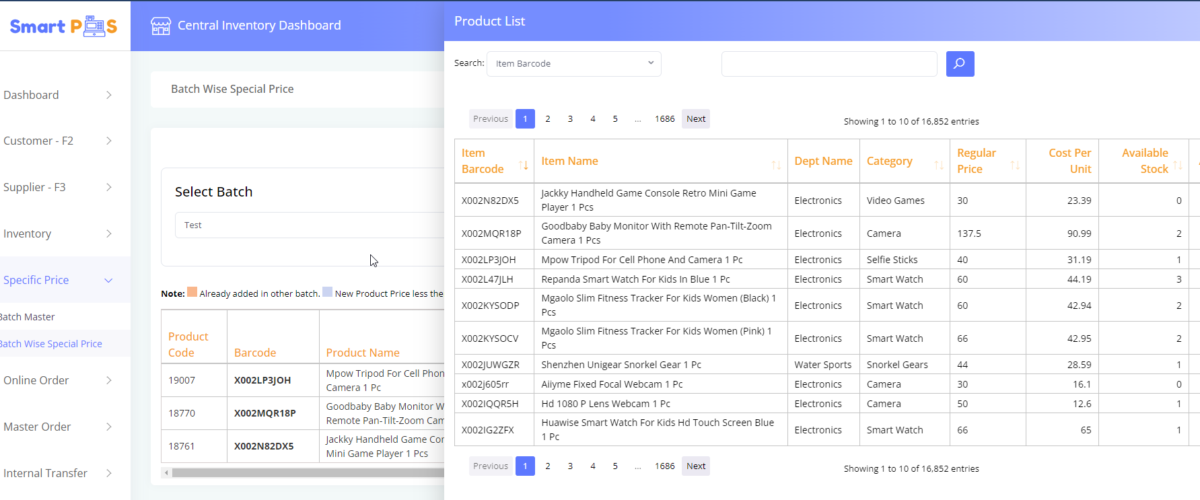 Smart POS
Dashboard
Customer - F2
Supplier - F3
Inventory
Specific Price
Batch Master
Batch Wise Special Price
Online Order
Master Order
Internal Transfer
Central Inventory Dashboard
Batch Wise Special Price
Select Batch
Test
Note: Already added in other batch. New Product Price less the
Product Code Barcode Product Name
19007 X002LP3JOH Mpow Tripod For Cell Phon
Camera 1 Pc
18770 X002MQR18P Goodbaby Baby Monitor W
Remote Pan-Tilt-Zoom Cam
18761 X002N82DX5 Jackky Handheld Game Con
Mini Game Player 1 Pcs
Product List
Search: Item Barcode
Previous 1 2 3 4 5 ... 1686 Next
Showing 1 to 10 of 16,852 entries
Item Barcode Item Name Dept Name Category Regular Price Cost Per Unit Available Stock
X002N82DX5 Jackky Handheld Game Console Retro Mini Game Player 1 Pcs Electronics Video Games 30 23.39 0
X002MQR18P Goodbaby Baby Monitor With Remote Pan-Tilt-Zoom Camera 1 Pcs Electronics Camera 137.5 90.99 2
X002LP3JOH Mpow Tripod For Cell Phone And Camera 1 Pc Electronics Selfie Sticks 40 31.19 1
X002L47JLH Repanda Smart Watch For Kids In Blue 1 Pcs Electronics Smart Watch 60 44.19 3
X002KYSODP Mgaolo Slim Fitness Tracker For Kids Women (Black) 1 Pcs Electronics Smart Watch 60 42.94 2
X002KYSOCV Mgaolo Slim Fitness Tracker For Kids Women (Pink) 1 Pcs Electronics Smart Watch 66 42.95 2
X002JUWGZR Shenzhen Unigear Snorkel Gear 1 Pc Water Sports Snorkel Gears 44 28.59 1
x002j605rr Aiiyme Fixed Focal Webcam 1 Pc Electronics Camera 30 16.1 0
X002IQQR5H Hd 1080 P Lens Webcam 1 Pc Electronics Camera 50 12.6 1
X002IG2ZFX Huawise Smart Watch For Kids Hd Touch Screen Blue 1 Pc Electronics Smart Watch 66 65 1
Previous 1 2 3 4 5 ... 1686 Next
Showing 1 to 10 of 16,852 entries